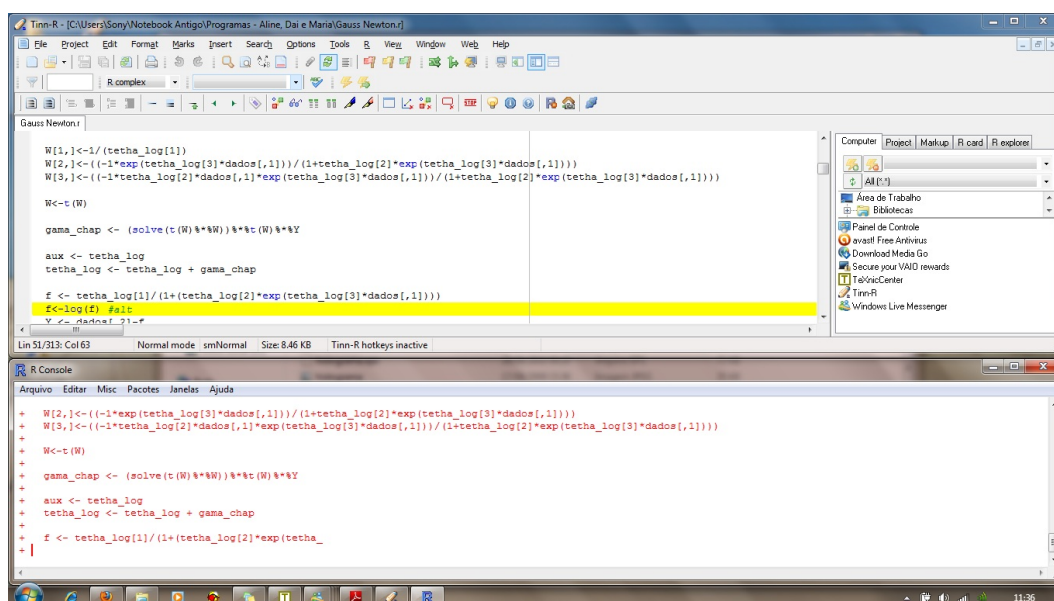 Tinn-R - [C:\Users\Sony\Notebook Antigo\Programas - Aline, Dai e Maria\Gauss Newton.r]
File Project Edit Format Marks Insert Search Options Tools R View Window Web Help
R complex
Gauss Newton.r
W[1,]<-1/(tetha_log[1])
W[2,]<-((-1*exp(tetha_log[3]*dados[,1]))/(1+tetha_log[2]*exp(tetha_log[3]*dados[,1])))
W[3,]<-((-1*tetha_log[2]*dados[,1]*exp(tetha_log[3]*dados[,1]))/(1+tetha_log[2]*exp(tetha_log[3]*dados[,1])))
W<-t(W)
gama_chap <- (solve(t(W)%*%W))%*%t(W)%*%Y
aux <- tetha_log
tetha_log <- tetha_log + gama_chap
f <- tetha_log[1]/(1+(tetha_log[2]*exp(tetha_log[3]*dados[,1])))
f<-log(f) #alt
Y <- dados[,2]-f
Computer Project Markup R card R explorer
All (*.*)
Área de Trabalho
Bibliotecas
Painel de Controle
avast! Free Antivirus
Download Media Go
Secure your VAIO rewards
TeXnicCenter
Tinn-R
Windows Live Messenger
Lin 51/313: Col 63 Normal mode smNormal Size: 8.46 KB Tinn-R hotkeys inactive
R Console
Arquivo Editar Misc Pacotes Janelas Ajuda
+ W[2,]<-((-1*exp(tetha_log[3]*dados[,1]))/(1+tetha_log[2]*exp(tetha_log[3]*dados[,1])))
+ W[3,]<-((-1*tetha_log[2]*dados[,1]*exp(tetha_log[3]*dados[,1]))/(1+tetha_log[2]*exp(tetha_log[3]*dados[,1])))
+
+ W<-t(W)
+
+ gama_chap <- (solve(t(W)%*%W))%*%t(W)%*%Y
+
+ aux <- tetha_log
+ tetha_log <- tetha_log + gama_chap
+
+ f <- tetha_log[1]/(1+(tetha_log[2]*exp(tetha_
+
11:36